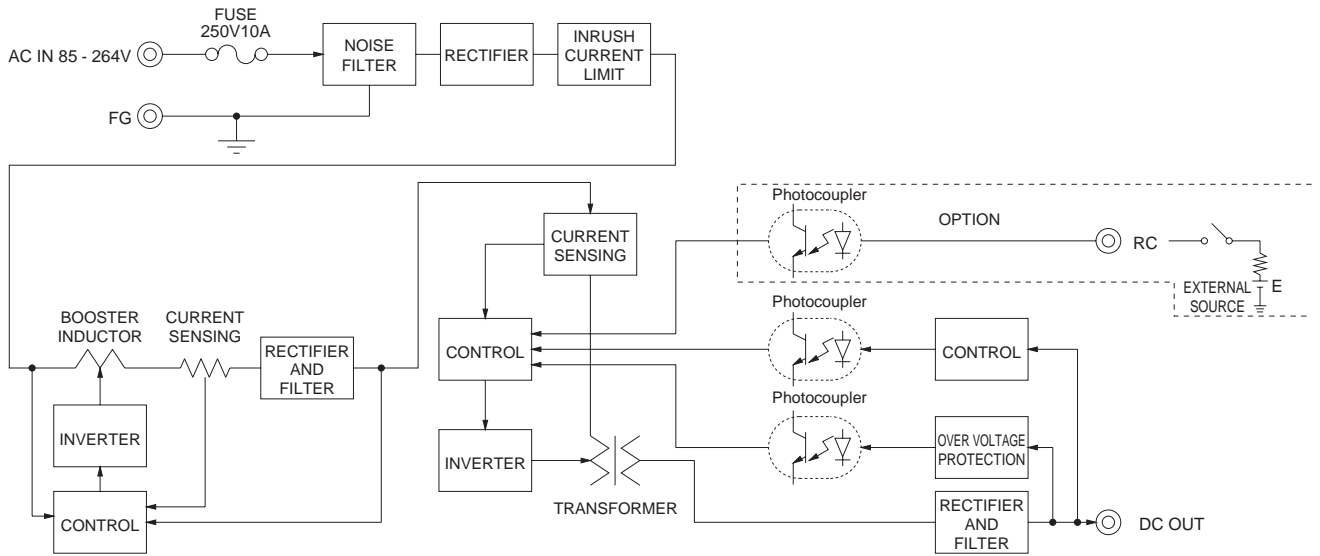 FUSE
250V10A
AC IN 85 - 264V
NOISE
FILTER
RECTIFIER
INRUSH
CURRENT
LIMIT
FG
Photocoupler
OPTION
RC
EXTERNAL
SOURCE
E
CURRENT
SENSING
BOOSTER
INDUCTOR
CURRENT
SENSING
RECTIFIER
AND
FILTER
CONTROL
Photocoupler
CONTROL
Photocoupler
INVERTER
INVERTER
OVER VOLTAGE
PROTECTION
TRANSFORMER
CONTROL
RECTIFIER
AND
FILTER
DC OUT